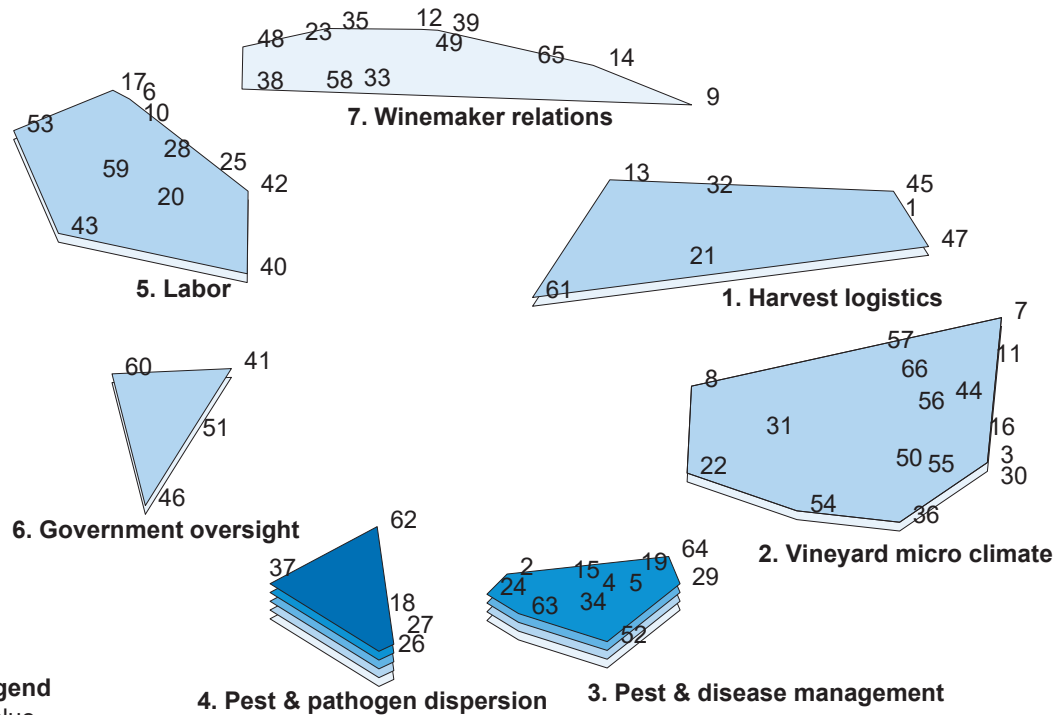 12 39
35
48 23 49
65 14
38 58 33
9
7. Winemaker relations
17 6
10
53
28
59 25
20 42
43
40
5. Labor
13 32 45
1
47
21
61
1. Harvest logistics
7
57 11
8 66
44
56
31 16
50 55 3
22 30
54 36
2. Vineyard micro climate
60 41
51
46
6. Government oversight
62
37
18
27
26
4. Pest & pathogen dispersion
64
2 15 19
24 4 5 29
63 34
52
3. Pest & disease management